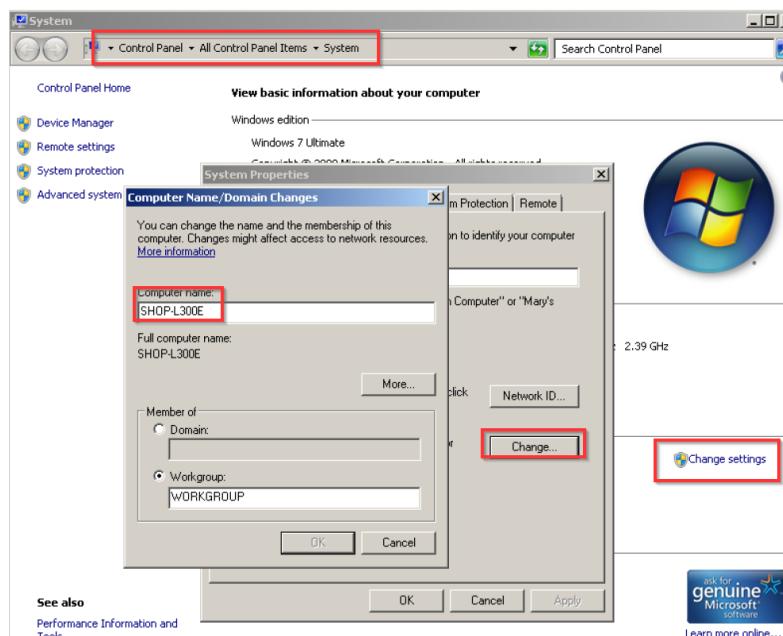 System
Control Panel
All Control Panel Items
System
Search Control Panel
Control Panel Home
Device Manager
Remote settings
System protection
Advanced system
View basic information about your computer
Windows edition
Windows 7 Ultimate
System Properties
m Protection
Remote
on to identify your computer
Computer" or "Mary's
click
Network ID...
or
Change...
OK
Cancel
Apply
Computer Name/Domain Changes
You can change the name and the membership of this
computer. Changes might affect access to network resources.
More information
Computer name:
SHOP-L300E
Full computer name:
SHOP-L300E
More...
Member of
Domain:
Workgroup:
WORKGROUP
OK
Cancel
2.39 GHz
Change settings
See also
Performance Information and
Tools
ask for
genuine
Microsoft
software
Learn more online...